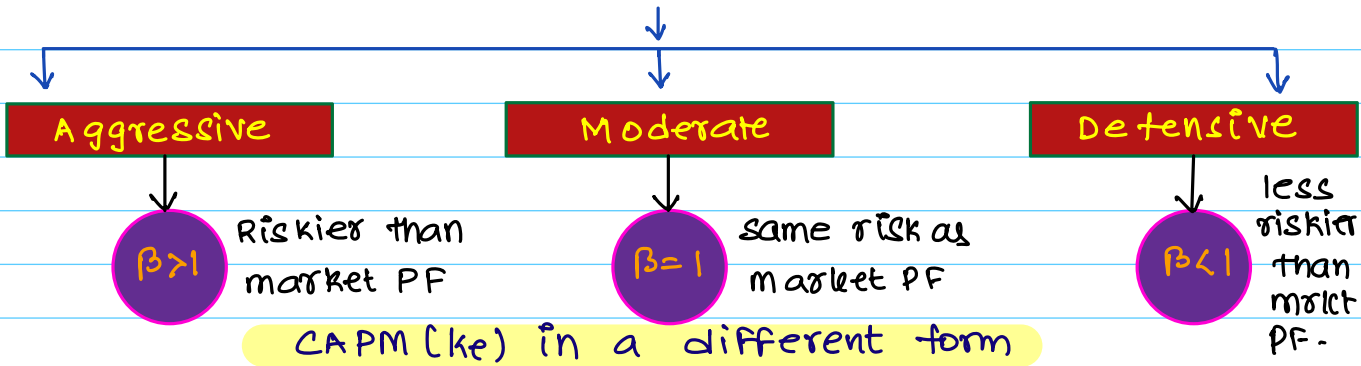 Aggressive
Moderate
Defensive
β>1
Riskier than
market PF
β=1
same risk as
market PF
β<1
less
riskier
than
mrkt
PF.
CAPM (ke) in a different form